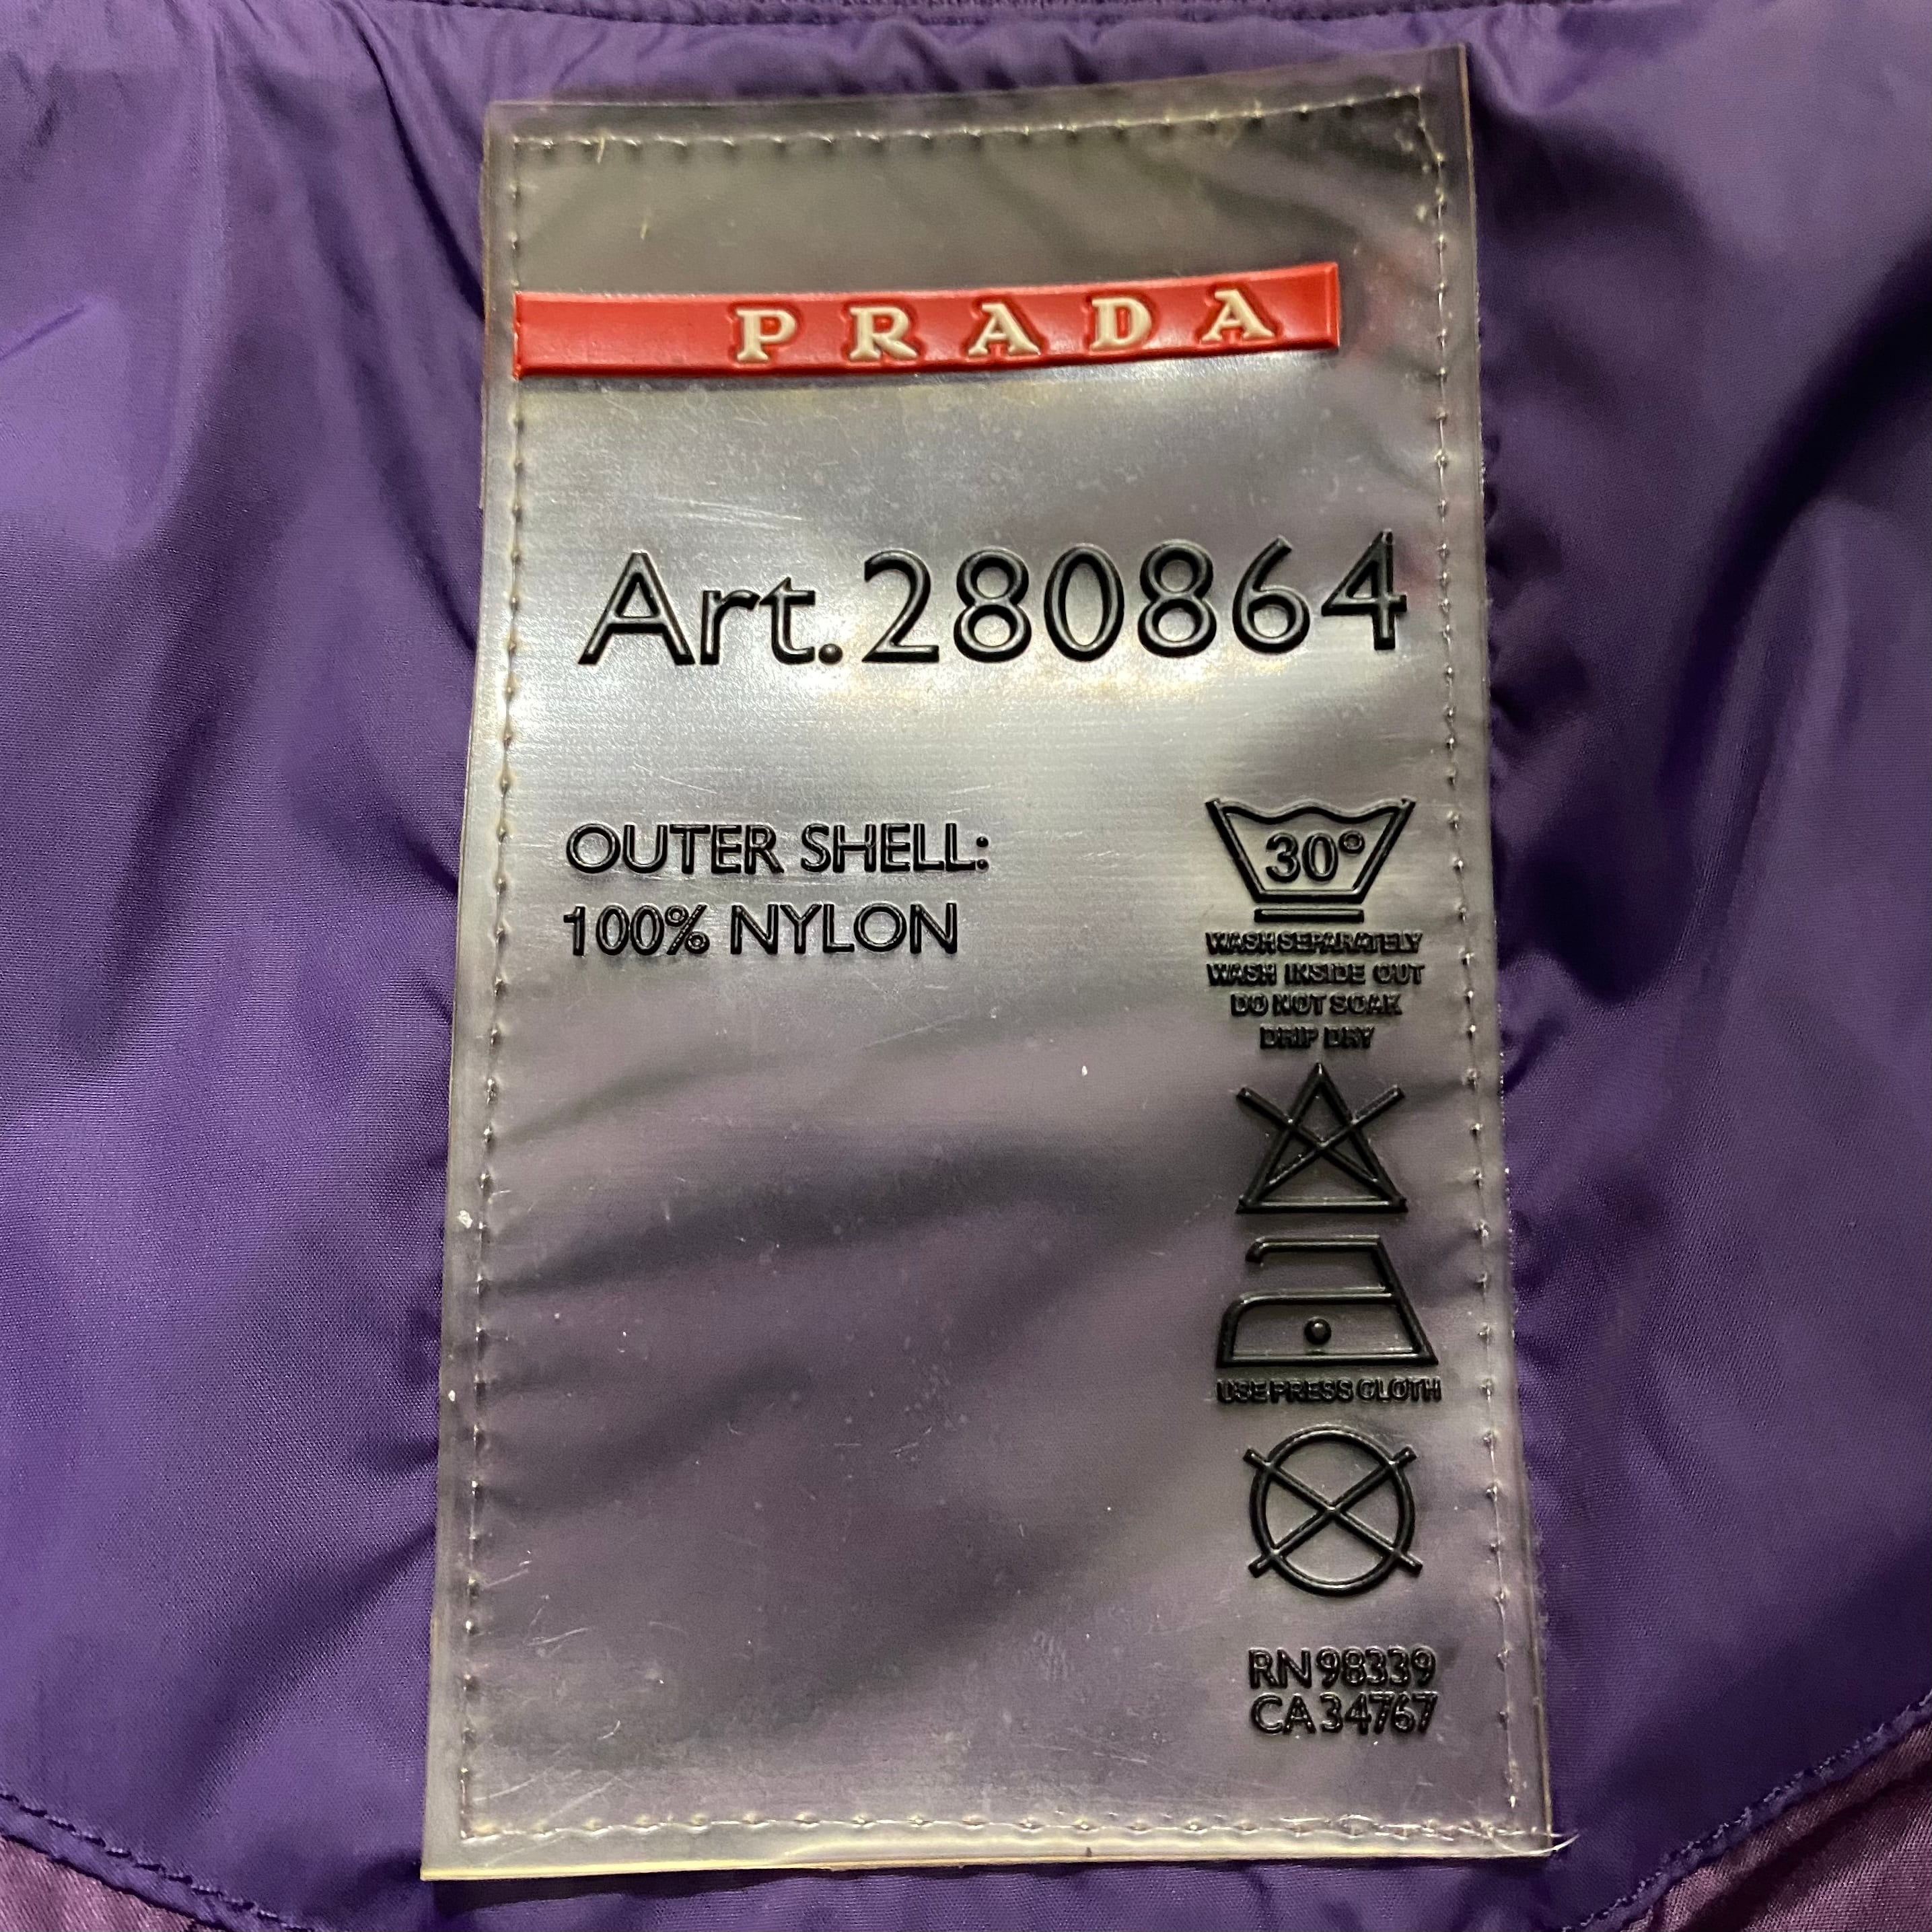 PRADA
Art.280864
OUTER SHELL:
100% NYLON
30°
WASH SEPARATELY
WASH INSIDE OUT
DO NOT SOAK
DRIP DRY
USE PRESS CLOTH
RN 98339
CA 34767